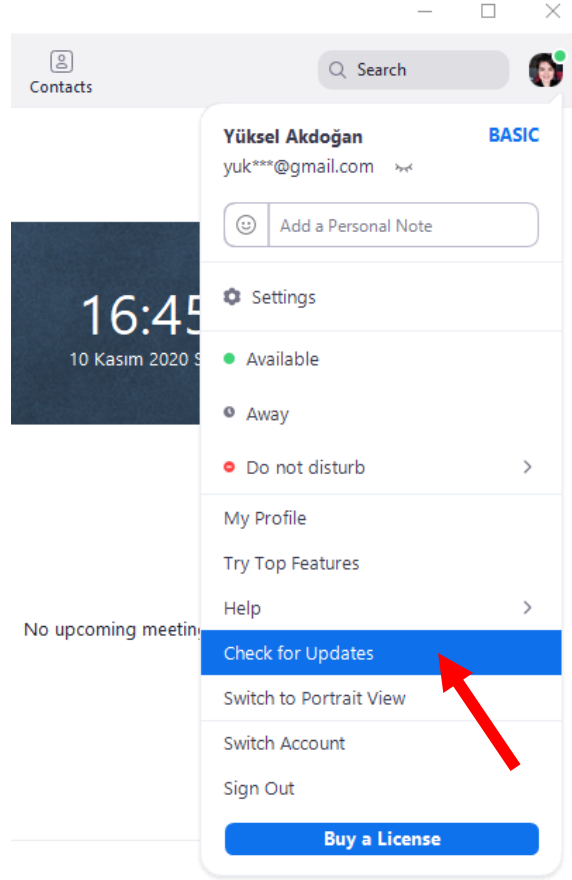 Contacts
Search
Yüksel Akdoğan BASIC
yuk***@gmail.com
Add a Personal Note
16:45
10 Kasım 2020 S
Settings
Available
Away
Do not disturb
My Profile
Try Top Features
Help
No upcoming meeting
Check for Updates
Switch to Portrait View
Switch Account
Sign Out
Buy a License